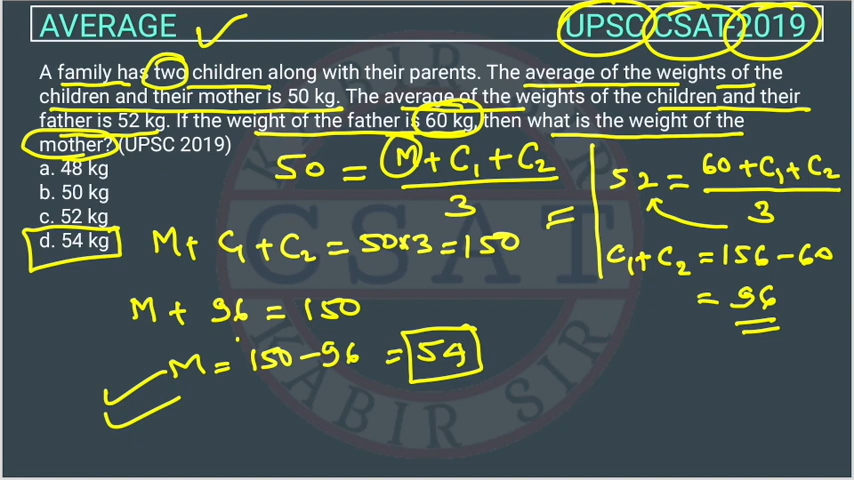 AVERAGE
UPSC CSAT 2019
A family has two children along with their parents. The average of the weights of the
children and their mother is 50 kg. The average of the weights of the children and their
father is 52 kg. If the weight of the father is 60 kg, then what is the weight of the
mother? (UPSC 2019)
a. 48 kg
b. 50 kg
c. 52 kg
d. 54 kg
50 = M + C₁ + C₂ / 3
M + C₁ + C₂ = 50×3 = 150
M + 96 = 150
M = 150 - 96 = 54
=
52 = 60 + C₁ + C₂ / 3
C₁ + C₂ = 156 - 60
= 96
CSAT
KABIR SIR